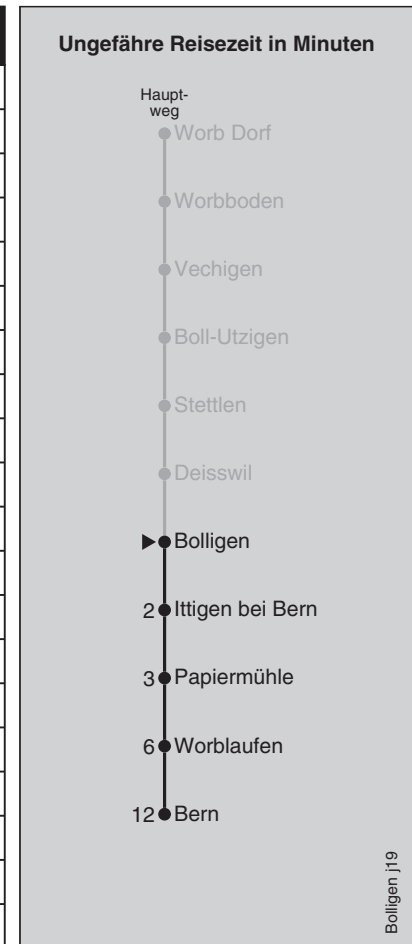 Ungefähre Reisezeit in Minuten
Haupt-
weg
Worb Dorf
Worbboden
Vechigen
Boll-Utzigen
Stettlen
Deisswil
Bolligen
2 Ittigen bei Bern
3 Papiermühle
6 Worblaufen
12 Bern
Bolligen j19